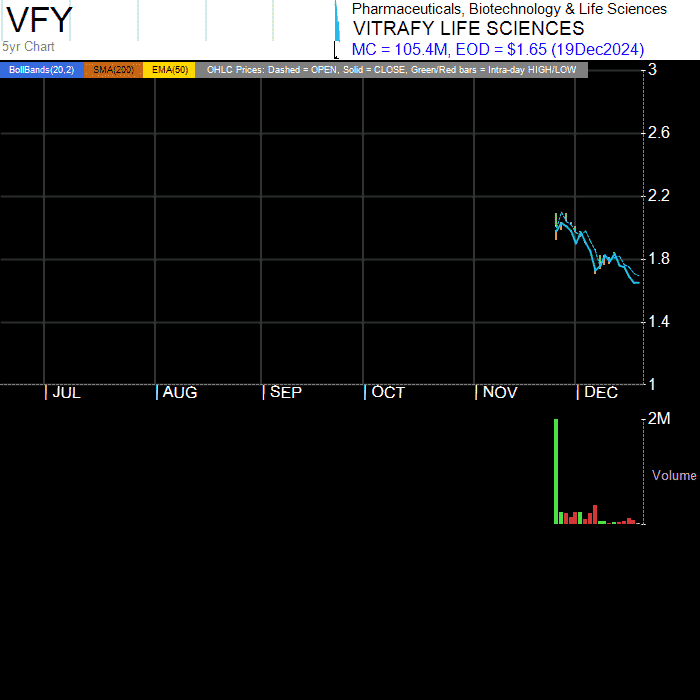 VFY
5yr Chart
Pharmaceuticals, Biotechnology & Life Sciences
VITRAFY LIFE SCIENCES
MC = 105.4M, EOD = $1.65 (19Dec2024)
BollBands(20,2) SMA(200) EMA(50) OHLC Prices: Dashed = OPEN, Solid = CLOSE, Green/Red bars = Intra-day HIGH/LOW
3
2.6
2.2
1.8
1.4
1
JUL AUG SEP OCT NOV DEC
2M
Volume